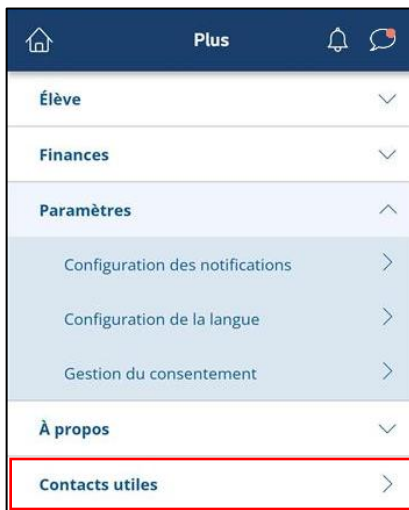 Plus
Élève
Finances
Paramètres
Configuration des notifications
Configuration de la langue
Gestion du consentement
À propos
Contacts utiles